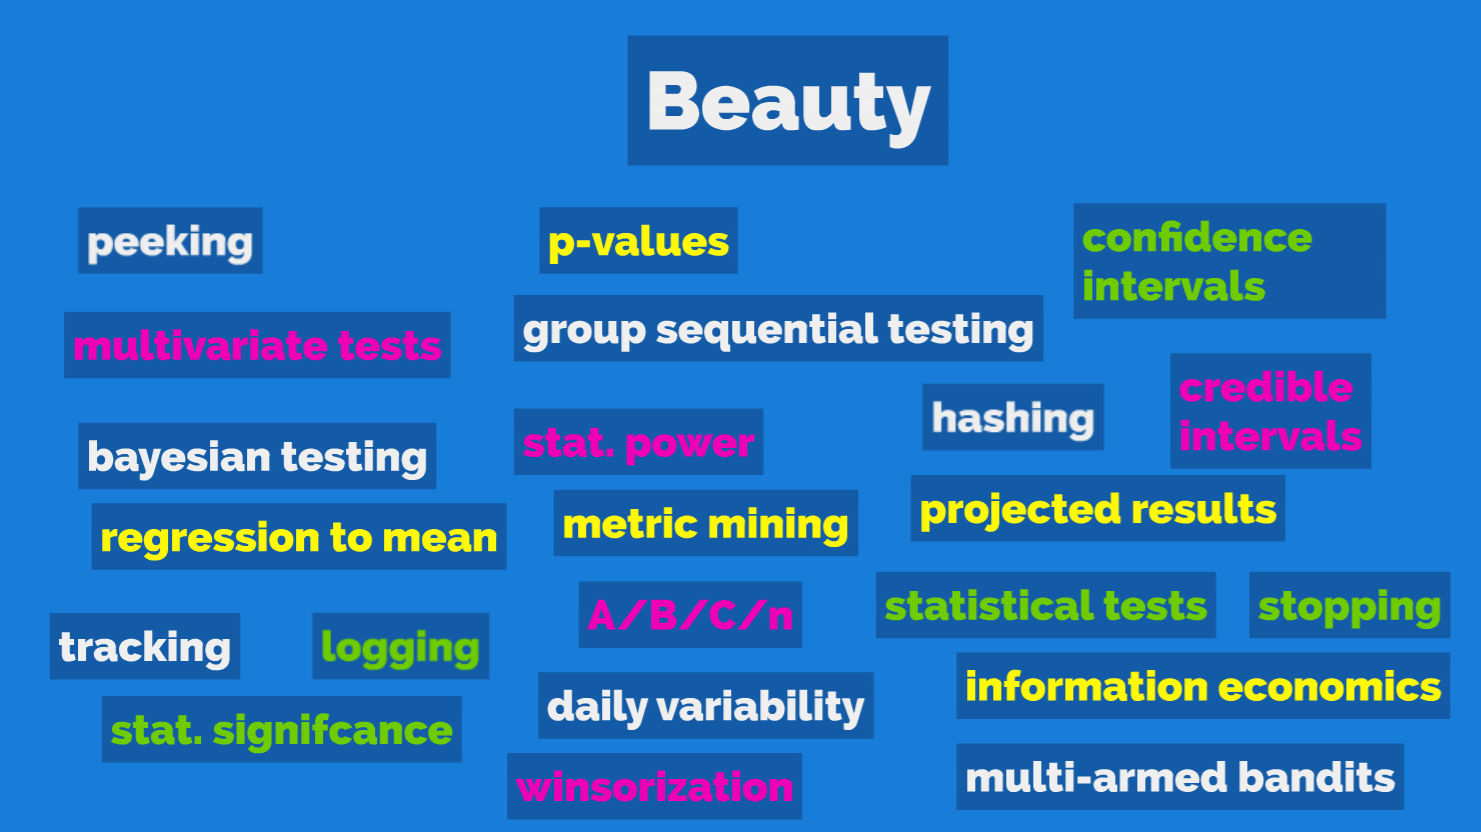 Beauty
peeking
p-values
confidence
intervals
multivariate tests
group sequential testing
credible
intervals
hashing
stat. power
bayesian testing
projected results
metric mining
regression to mean
statistical tests
stopping
A/B/C/n
tracking
logging
information economics
daily variability
stat. signifcance
multi-armed bandits
winsorization